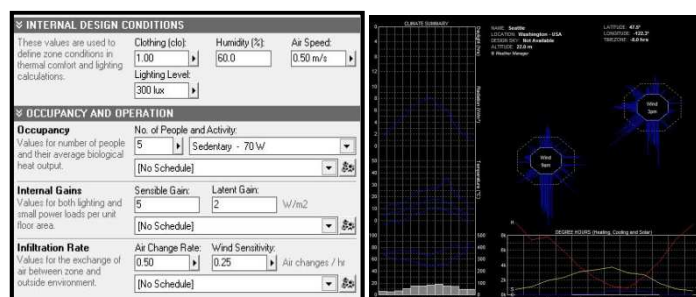 INTERNAL DESIGN CONDITIONS
These values are used to
define zone conditions in
thermal comfort and lighting
calculations.
Clothing (clo):
Humidity (%):
Air Speed:
1.00
60.0
0.50 m/s
Lighting Level:
300 lux
OCCUPANCY AND OPERATION
Occupancy
Values for number of people
and their average biological
heat output.
No. of People and Activity:
5
Sedentary - 70 W
[No Schedule]
Internal Gains
Values for both lighting and
small power loads per unit
floor area.
Sensible Gain:
Latent Gain:
5
2
W/m2
[No Schedule]
Infiltration Rate
Values for the exchange of
air between zone and
outside environment.
Air Change Rate:
Wind Sensitivity:
0.50
0.25
Air changes / hr
[No Schedule]
CLIMATE SUMMARY
NAME: Seattle
LOCATION: Washington - USA
DESIGN SKY: Not Available
ALTITUDE: 22.0 m
© Weather Manager
LATITUDE: 47.5°
LONGITUDE: -122.3°
TIMEZONE: -8.0 hrs
Wind
3pm
Wind
9am
DEGREE HOURS (Heating, Cooling and Solar)